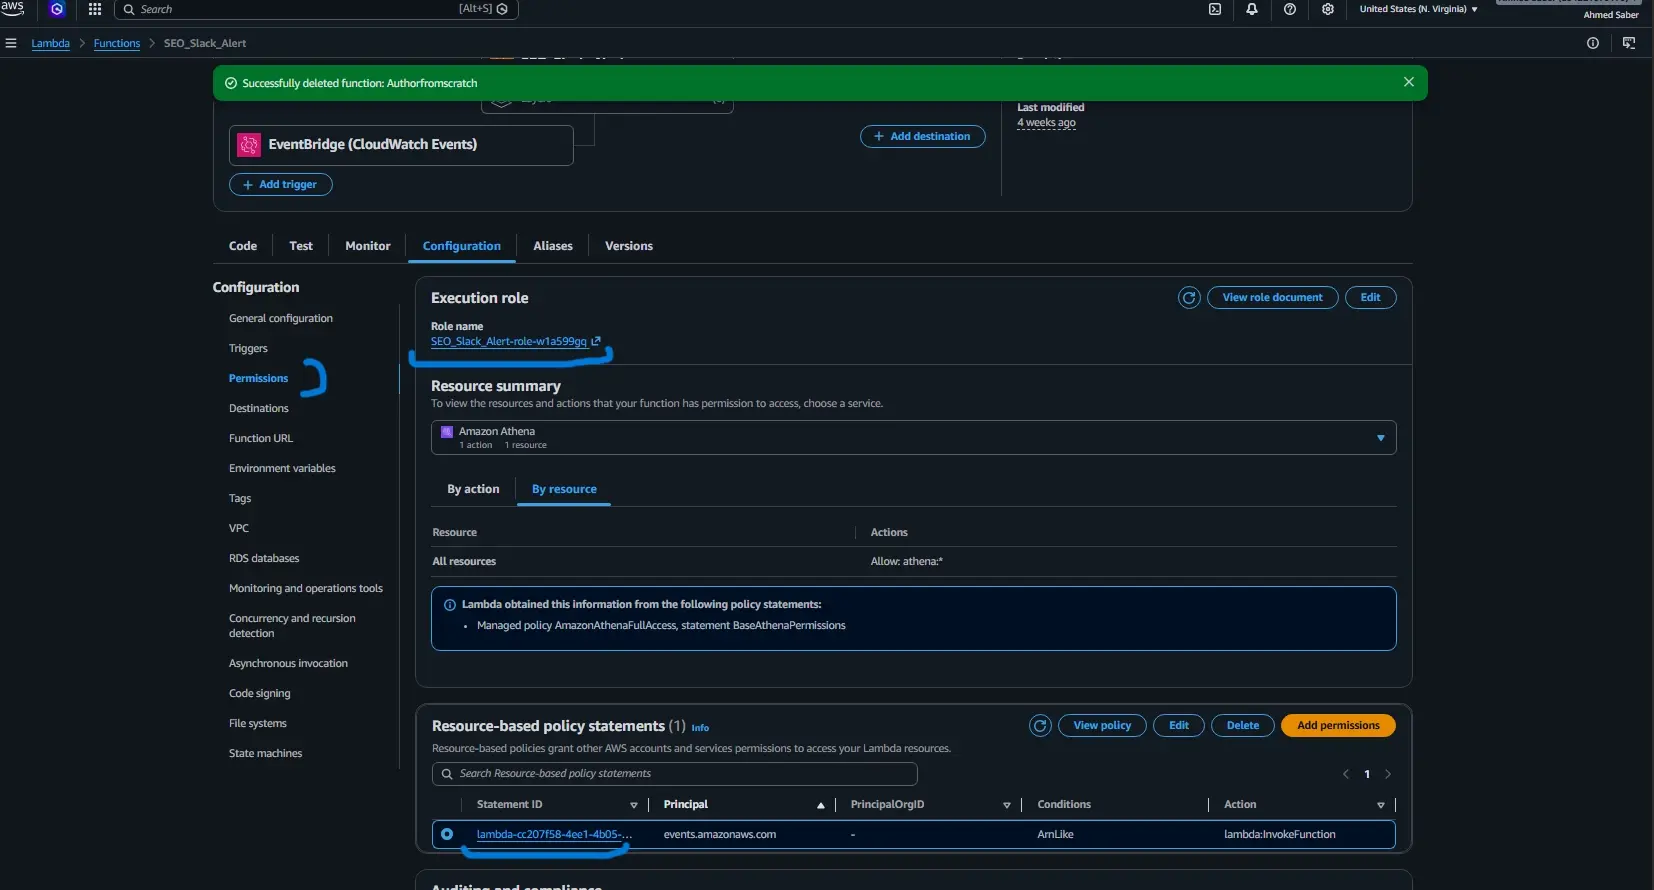 aws
Search
[Alt+S]
United States (N. Virginia)
Ahmed Saber
Lambda
Functions
SEO_Slack_Alert
Successfully deleted function: Authorfromscratch
Last modified
4 weeks ago
EventBridge (CloudWatch Events)
Add destination
Add trigger
Code
Test
Monitor
Configuration
Aliases
Versions
Configuration
General configuration
Triggers
Permissions
Destinations
Function URL
Environment variables
Tags
VPC
RDS databases
Monitoring and operations tools
Concurrency and recursion
detection
Asynchronous invocation
Code signing
File systems
State machines
Execution role
View role document
Edit
Role name
SEO_Slack_Alert-role-w1a599gq
Resource summary
To view the resources and actions that your function has permission to access, choose a service.
Amazon Athena
1 action 1 resource
By action
By resource
Resource Actions
All resources Allow: athena:*
Lambda obtained this information from the following policy statements:
• Managed policy AmazonAthenaFullAccess, statement BaseAthenaPermissions
Resource-based policy statements (1) Info
View policy
Edit
Delete
Add permissions
Resource-based policies grant other AWS accounts and services permissions to access your Lambda resources.
Search Resource-based policy statements
1
Statement ID Principal PrincipalOrgID Conditions Action
lambda-cc207f58-4ee1-4b05-... events.amazonaws.com - ArnLike lambda:InvokeFunction
Auditing and compliance